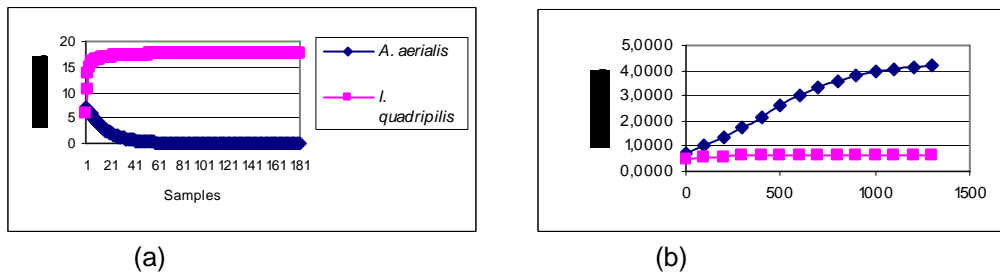 20
15
10
5
0
1 21 41 61 81 101 121 141 161 181
Samples
A. aerialis
I.
quadripilis
(a)
5,0000
4,0000
3,0000
2,0000
1,0000
0,0000
0 500 1000 1500
(b)